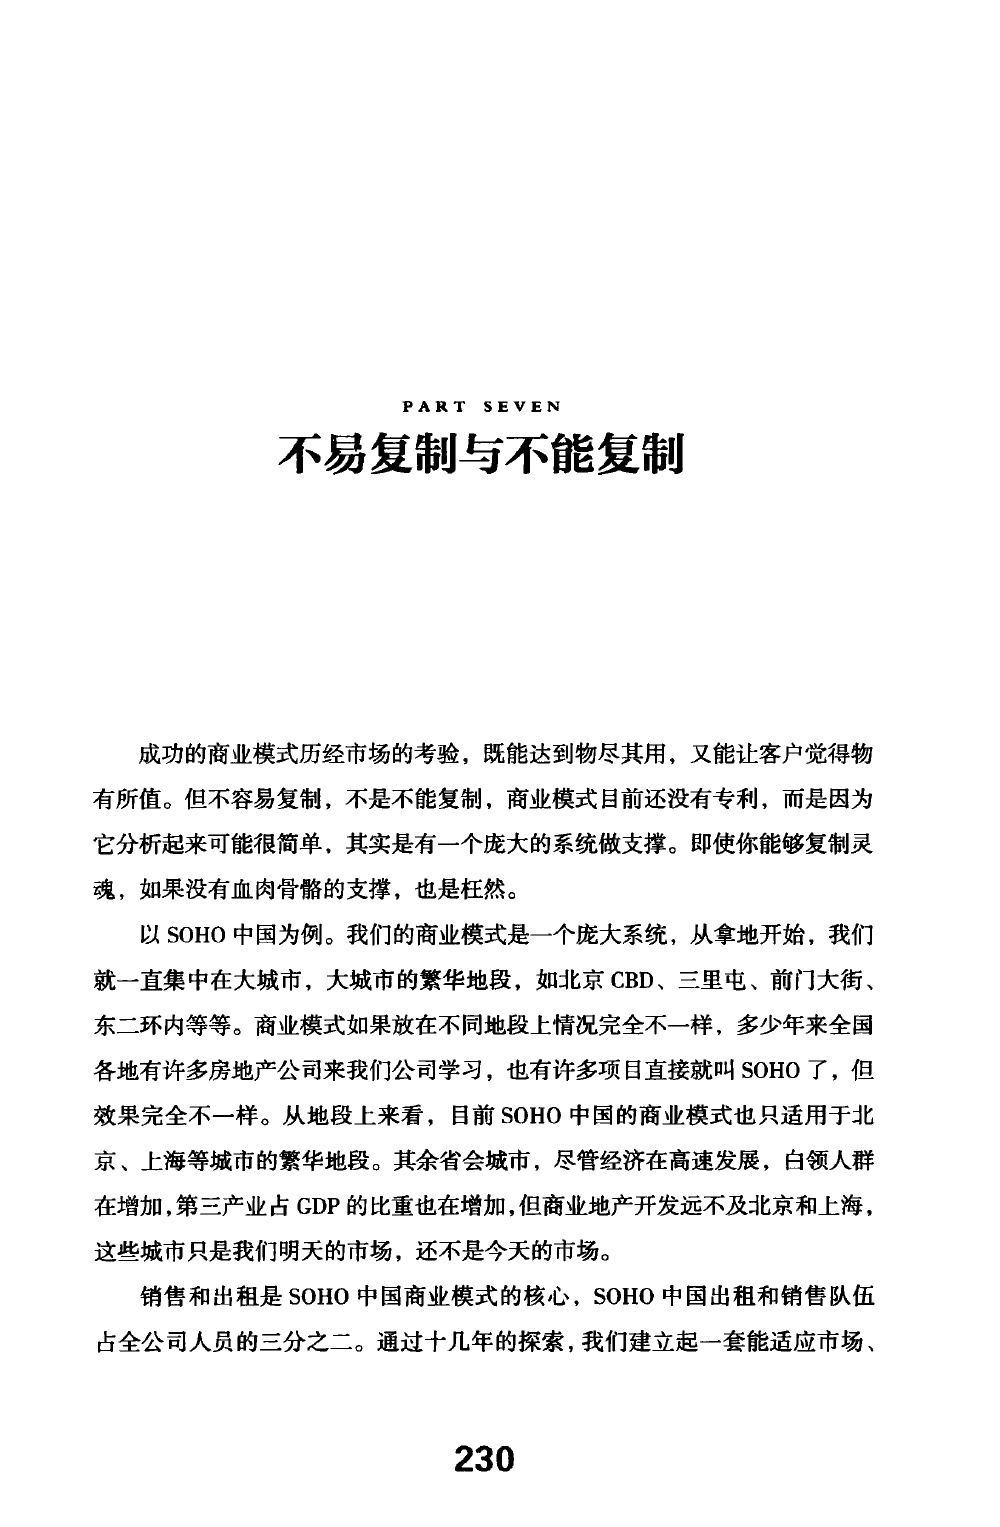 PART SEVEN
不易复制与不能复制
成功的商业模式历经市场的考验，既能达到物尽其用，又能让客户觉得物
有所值。但不容易复制，不是不能复制，商业模式目前还没有专利，而是因为
它分析起来可能很简单，其实是有一个庞大的系统做支撑。即使你能够复制灵
魂，如果没有血肉骨骼的支撑，也是枉然。
以 SOHO 中国为例。我们的商业模式是一个庞大系统，从拿地开始，我们
就一直集中在大城市，大城市的繁华地段，如北京 CBD、三里屯、前门大街、
东二环内等等。商业模式如果放在不同地段上情况完全不一样，多少年来全国
各地有许多房地产公司来我们公司学习，也有许多项目直接就叫 SOHO 了，但
效果完全不一样。从地段上来看，目前 SOHO 中国的商业模式也只适用于北
京、上海等城市的繁华地段。其余省会城市，尽管经济在高速发展，白领人群
在增加，第三产业占 GDP 的比重也在增加，但商业地产开发远不及北京和上海，
这些城市只是我们明天的市场，还不是今天的市场。
销售和出租是 SOHO 中国商业模式的核心，SOHO 中国出租和销售队伍
占全公司人员的三分之二。通过十几年的探索，我们建立起一套能适应市场、
230